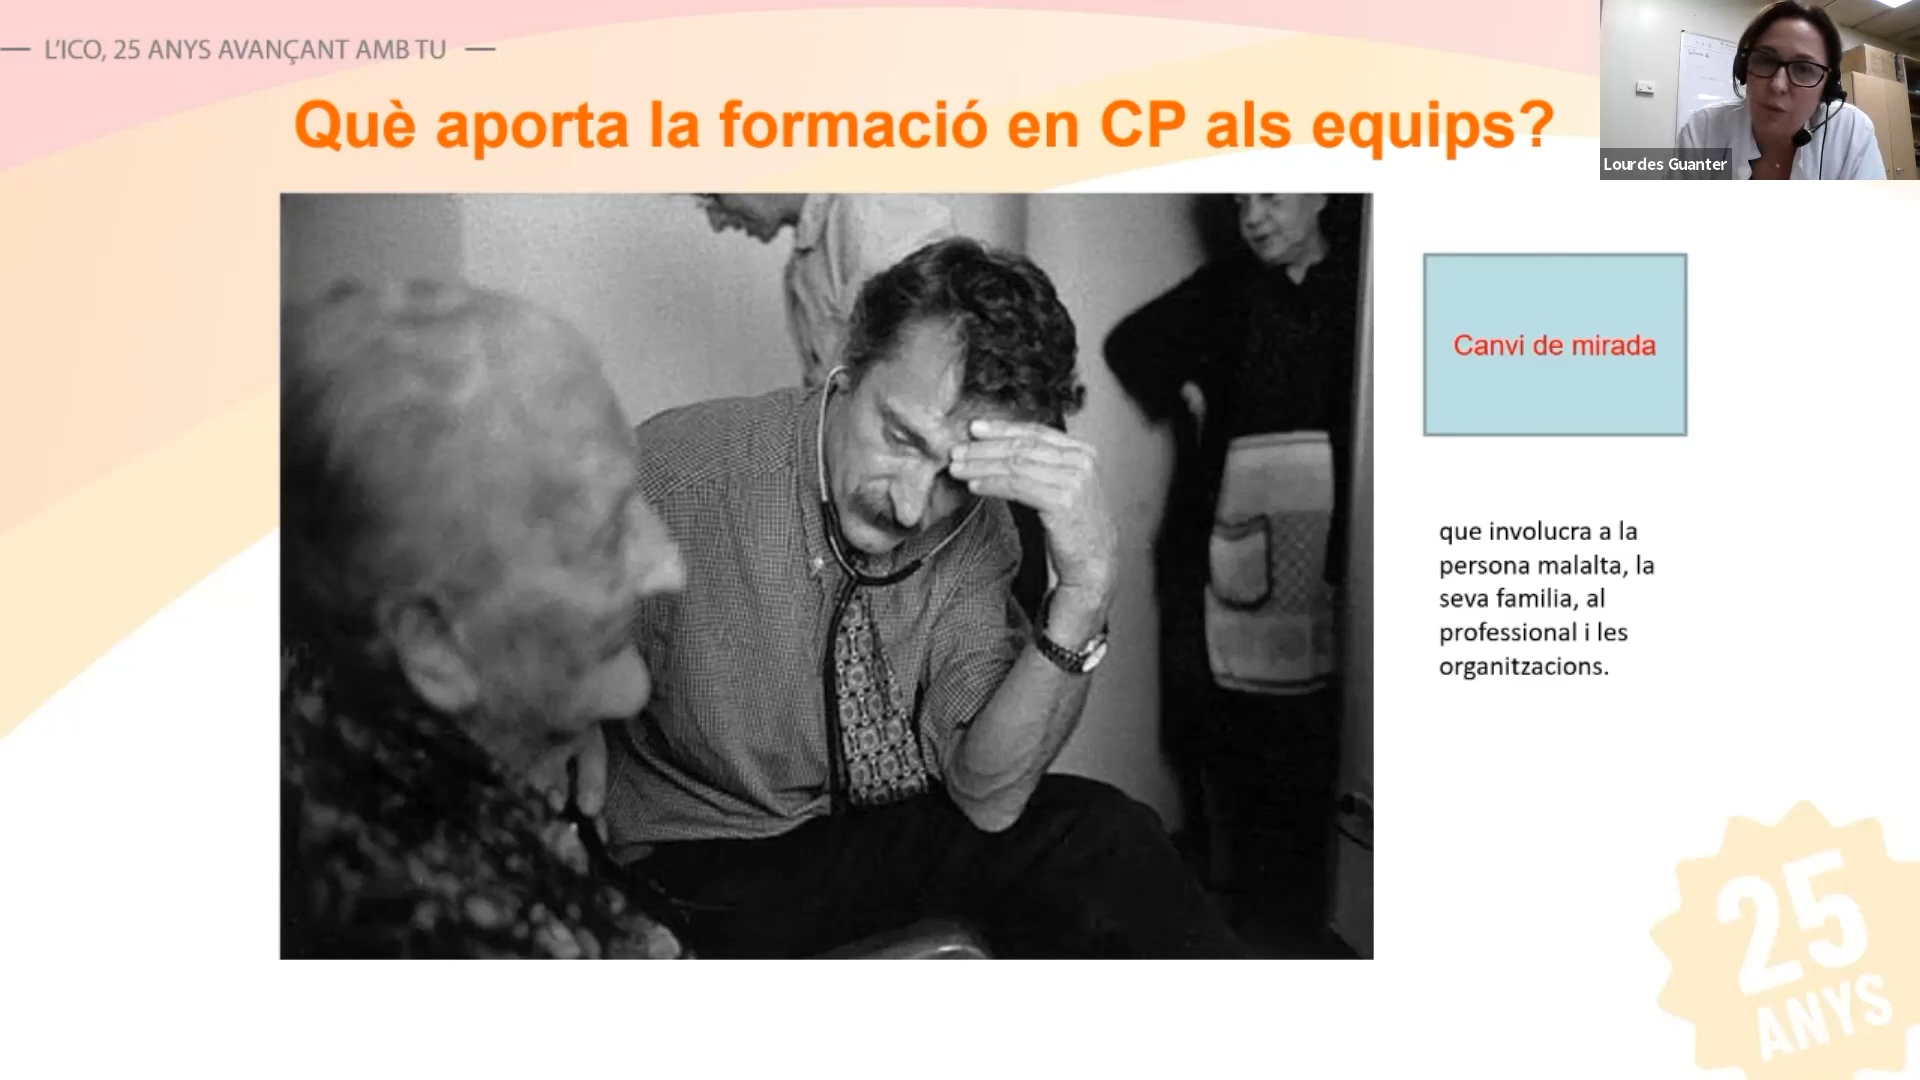 L'ICO, 25 ANYS AVANÇANT AMB TU
Què aporta la formació en CP als equips?
Lourdes Guanter
Canvi de mirada
que involucra a la
persona malalta, la
seva familia, al
professional i les
organitzacions.
25
ANYS